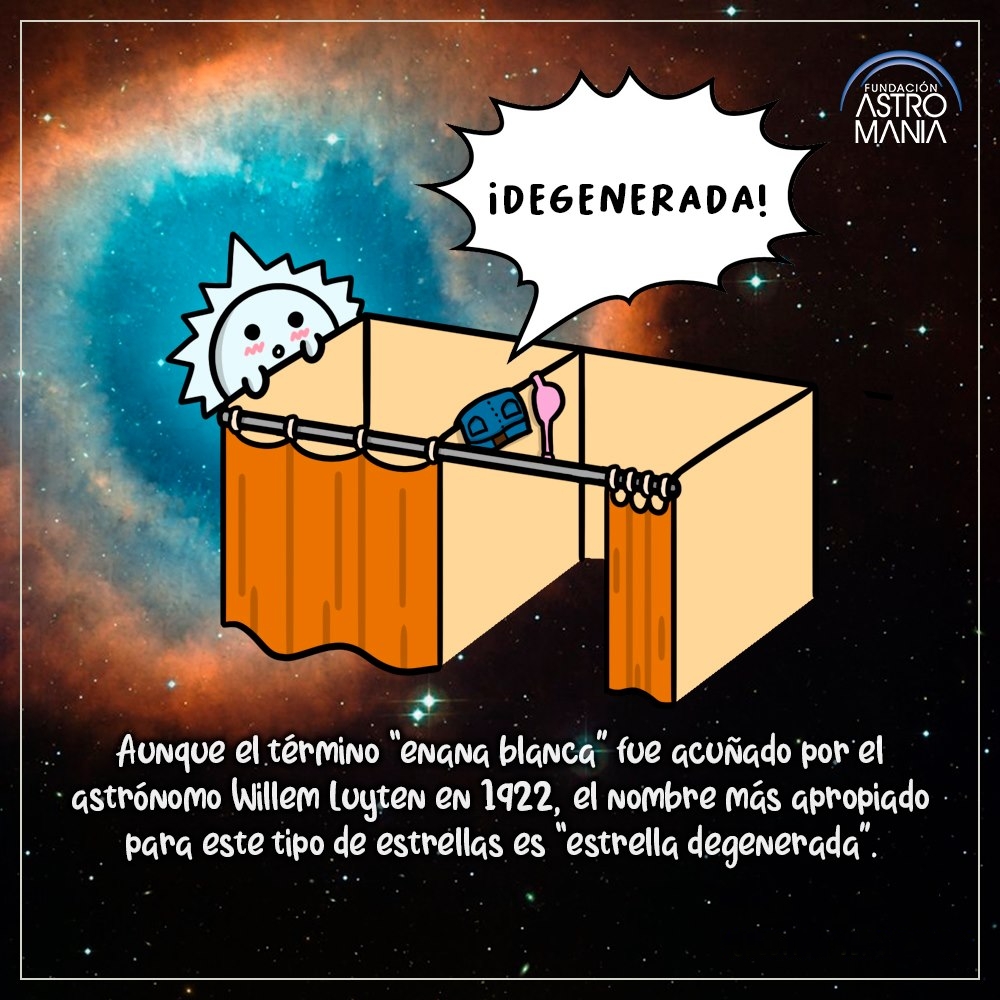 FUNDACIÓN
ASTRO
MANIA
¡DEGENERADA!
Aunque el término "enana blanca" fue acuñado por el
astrónomo Willem Luyten en 1922, el nombre más apropiado
para este tipo de estrellas es "estrella degenerada".